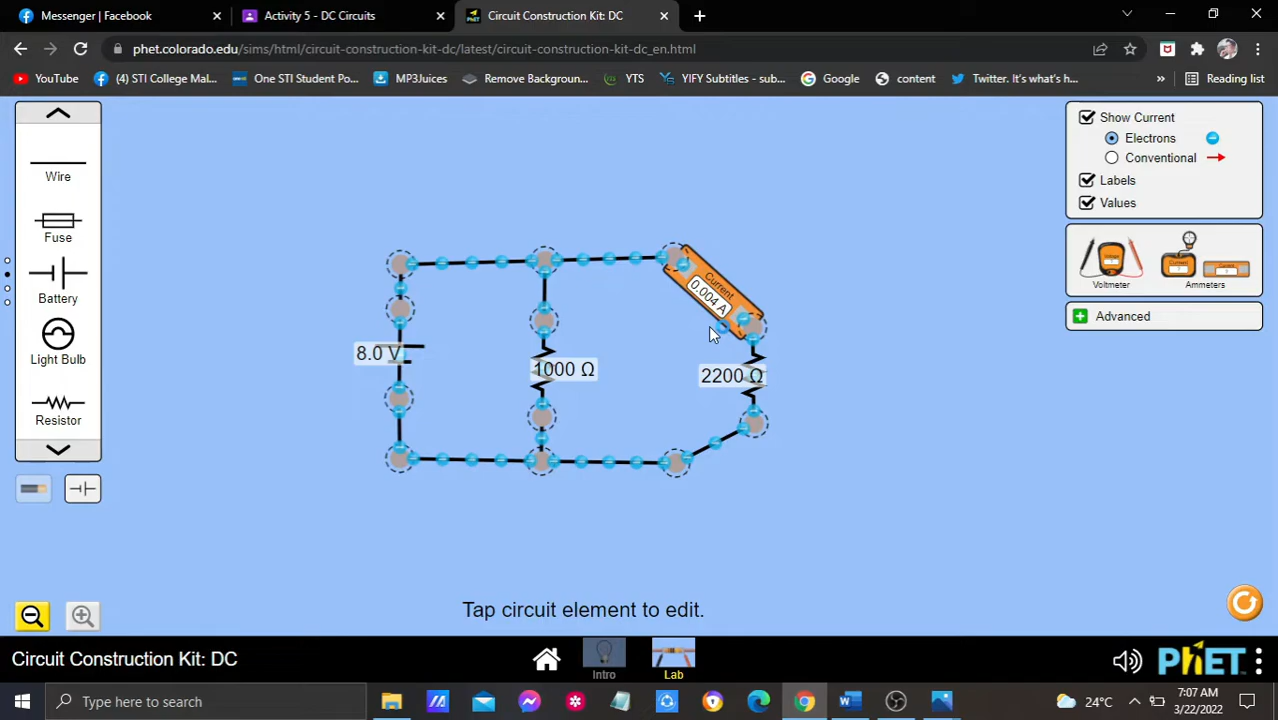 Messenger | Facebook
Activity 5 - DC Circuits
Circuit Construction Kit: DC
phet.colorado.edu/sims/html/circuit-construction-kit-dc/latest/circuit-construction-kit-dc_en.html
YouTube
(4) STI College Mal...
One STI Student Po...
MP3Juices
Remove Backgroun...
YTS
YIFY Subtitles - sub...
Google
content
Twitter. It's what's h...
»
Reading list
Wire
Fuse
Battery
Light Bulb
Resistor
Show Current
Electrons
Conventional
Labels
Values
Voltmeter
Ammeters
Advanced
Current
0.004 A
8.0 V
1000 Ω
2200 Ω
Tap circuit element to edit.
Circuit Construction Kit: DC
Intro
Lab
PhET
Type here to search
24°C
7:07 AM
3/22/2022